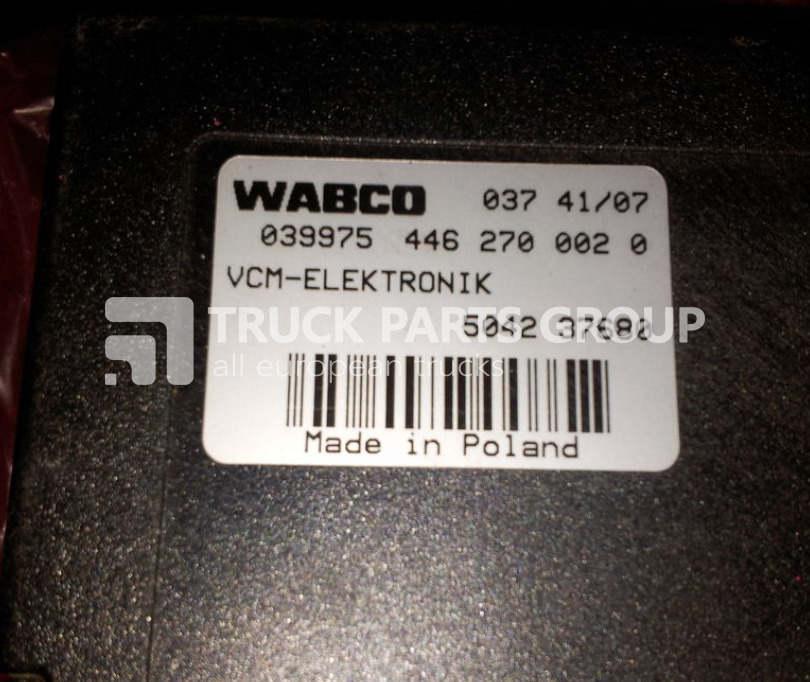 WABCO 037 41/07
039975 446 270 002 0
VCM-ELEKTRONIK
TRUCK PARTS GROUP
5042 37680
all european trucks
Made in Poland